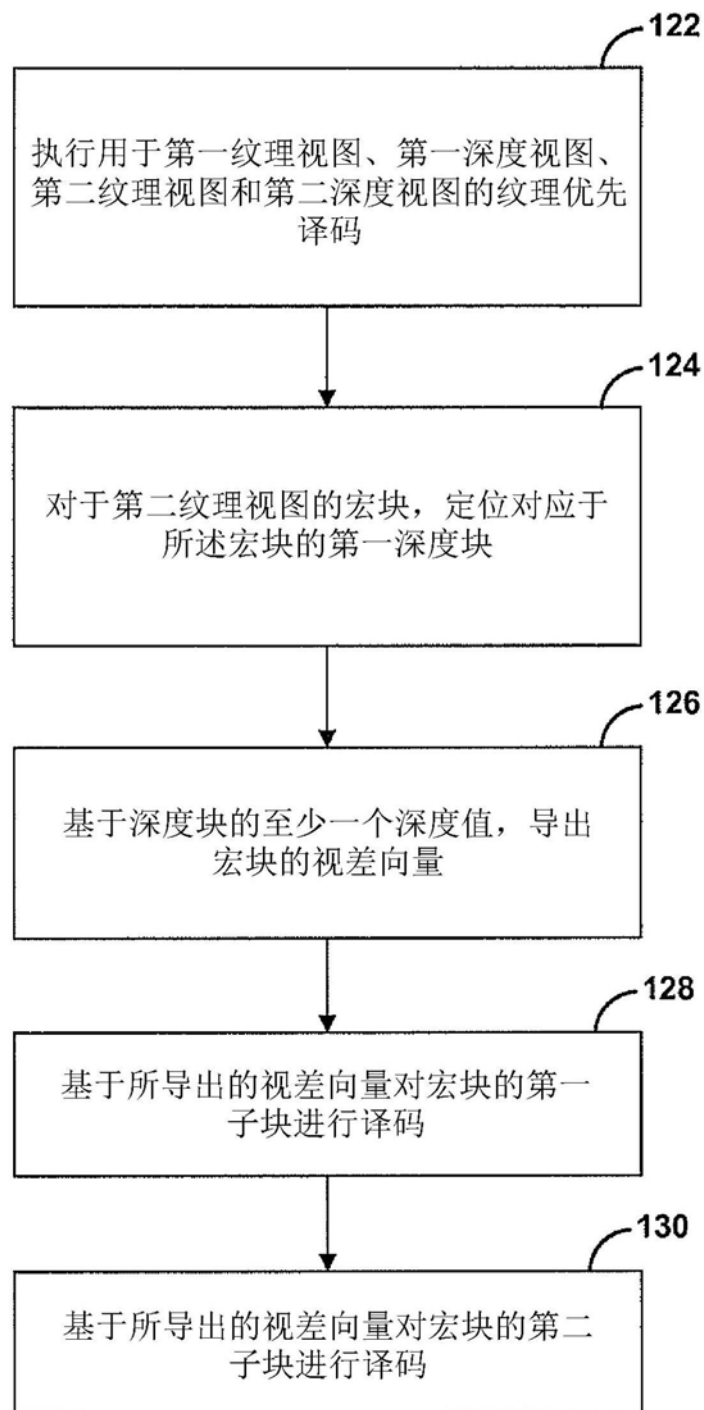 122
执行用于第一纹理视图、第一深度视图、
第二纹理视图和第二深度视图的纹理优先
译码
124
对于第二纹理视图的宏块，定位对应于
所述宏块的第一深度块
126
基于深度块的至少一个深度值，导出
宏块的视差向量
128
基于所导出的视差向量对宏块的第一
子块进行译码
130
基于所导出的视差向量对宏块的第二
子块进行译码